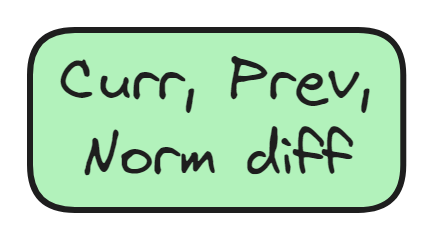 Curr, Prev,
Norm diff